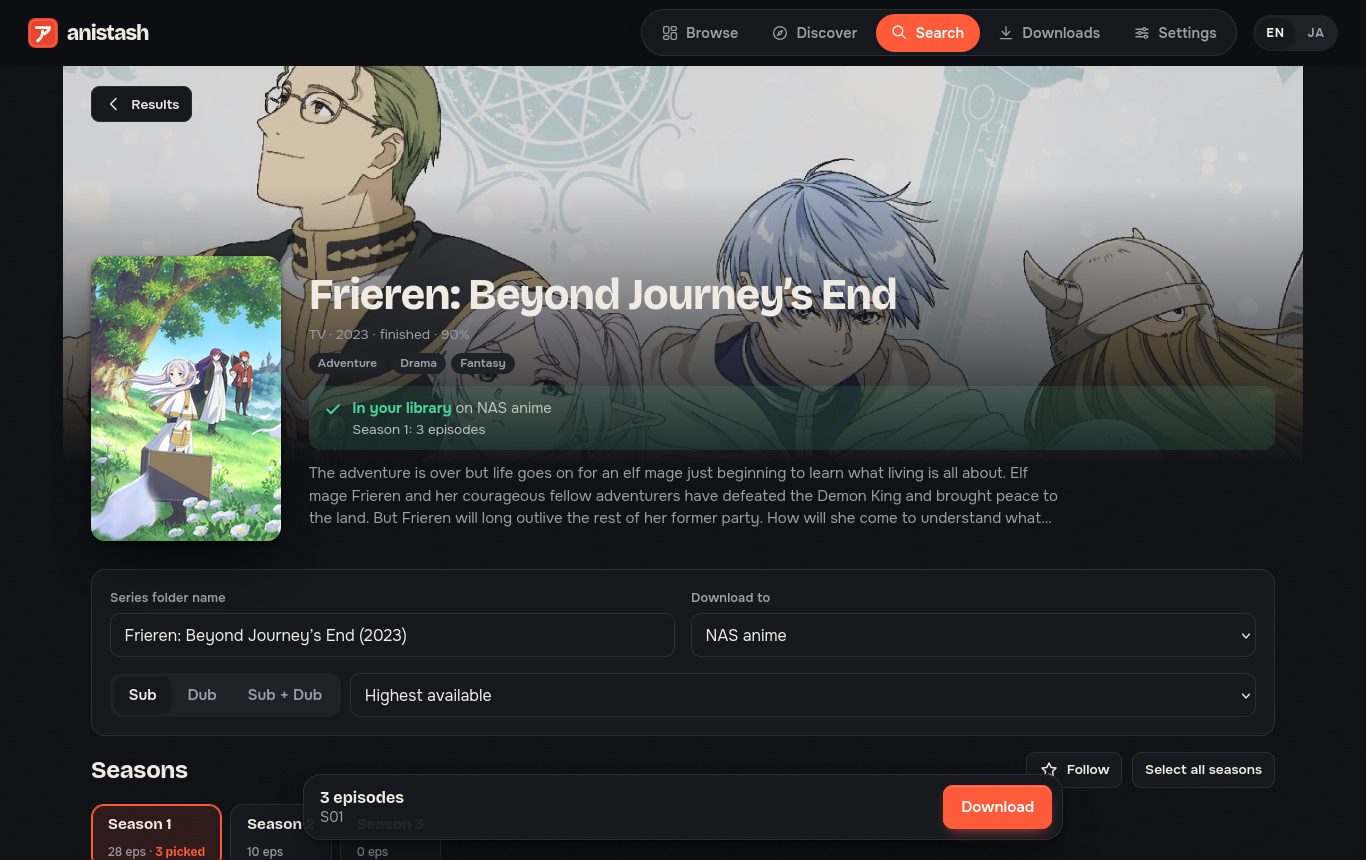 ア anistash
Browse
Discover
Search
Downloads
Settings
EN JA
Results
Frieren: Beyond Journey's End
TV · 2023 · finished · 90%
Adventure
Drama
Fantasy
In your library on NAS anime
Season 1: 3 episodes
The adventure is over but life goes on for an elf mage just beginning to learn what living is all about. Elf
mage Frieren and her courageous fellow adventurers have defeated the Demon King and brought peace to
the land. But Frieren will long outlive the rest of her former party. How will she come to understand what...
Series folder name
Frieren: Beyond Journey's End (2023)
Download to
NAS anime
Sub
Dub
Sub + Dub
Highest available
Seasons
Follow
Select all seasons
3 episodes
S01
Download
Season 1
28 eps · 3 picked
Season 2
10 eps
Season 3
0 eps